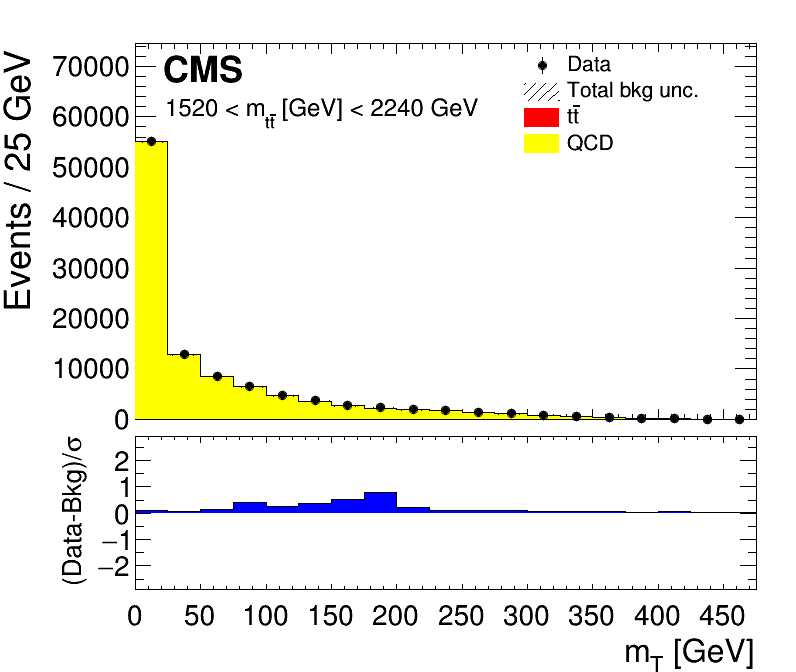 CMS
1520 < m_tt̄ [GeV] < 2240 GeV
Data
Total bkg unc.
tt̄
QCD
Events / 25 GeV
70000
60000
50000
40000
30000
20000
10000
0
(Data-Bkg)/σ
2
1
0
−1
−2
0 50 100 150 200 250 300 350 400 450
m_T [GeV]